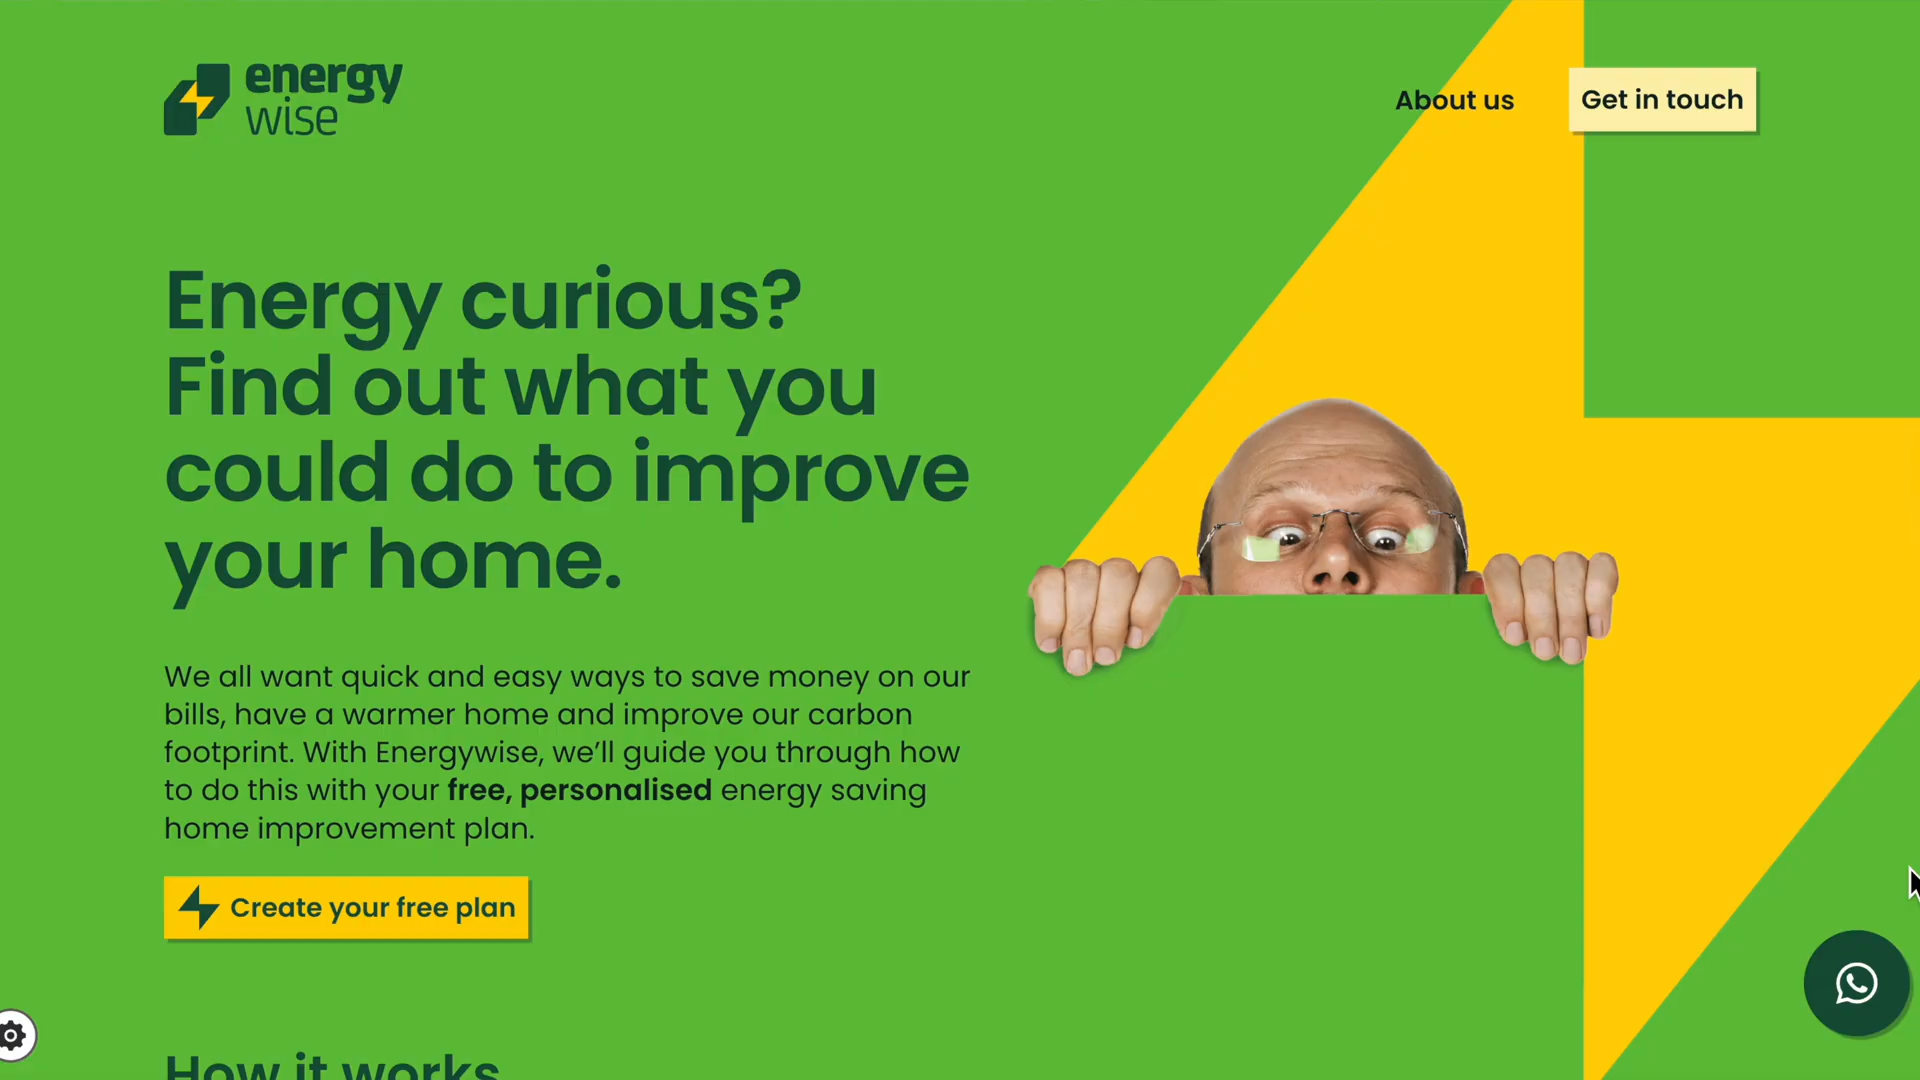 energy
wise
About us
Get in touch
Energy curious?
Find out what you
could do to improve
your home.
We all want quick and easy ways to save money on our
bills, have a warmer home and improve our carbon
footprint. With Energywise, we’ll guide you through how
to do this with your free, personalised energy saving
home improvement plan.
Create your free plan
How it works